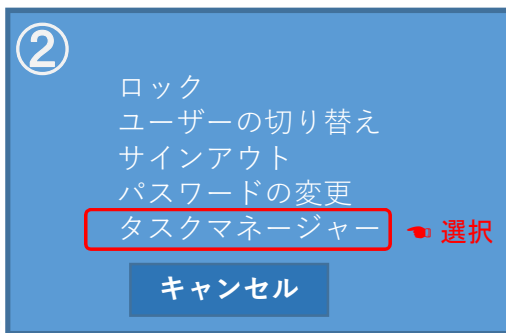 ②
ロック
ユーザーの切り替え
サインアウト
パスワードの変更
タスクマネージャー ☚ 選択
キャンセル